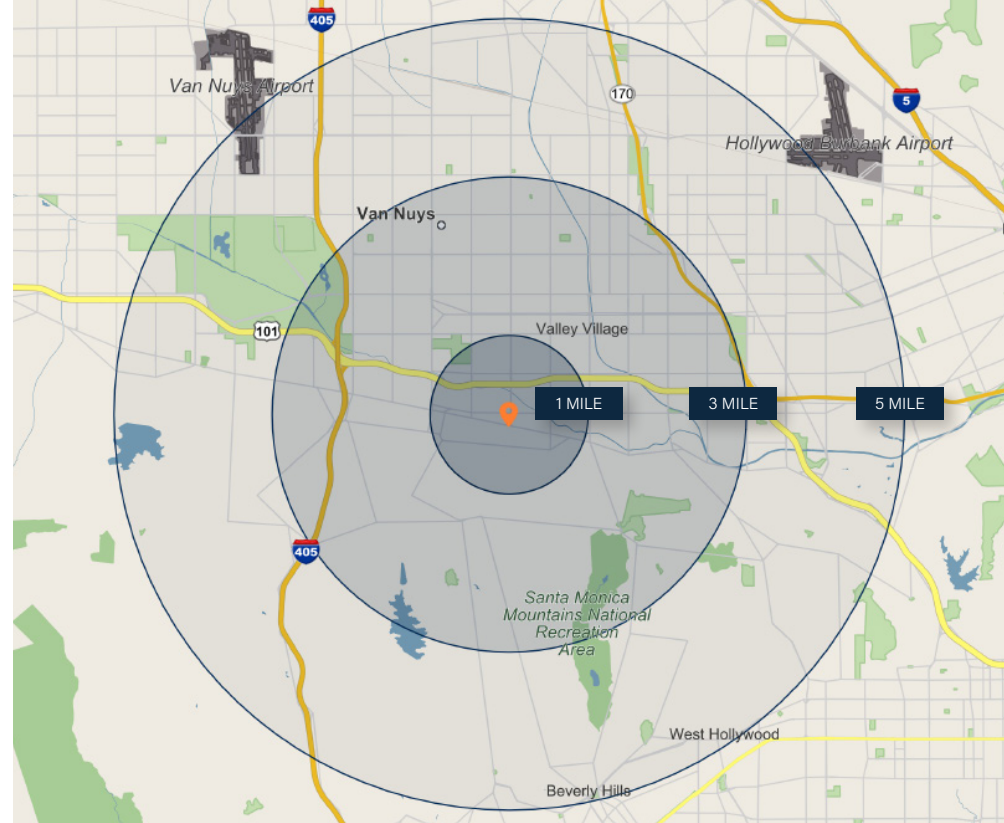 405
Van Nuys Airport
170
5
Hollywood Burbank Airport
Van Nuys
101
Valley Village
1 MILE
3 MILE
5 MILE
405
Santa Monica
Mountains National
Recreation
Area
West Hollywood
Beverly Hills